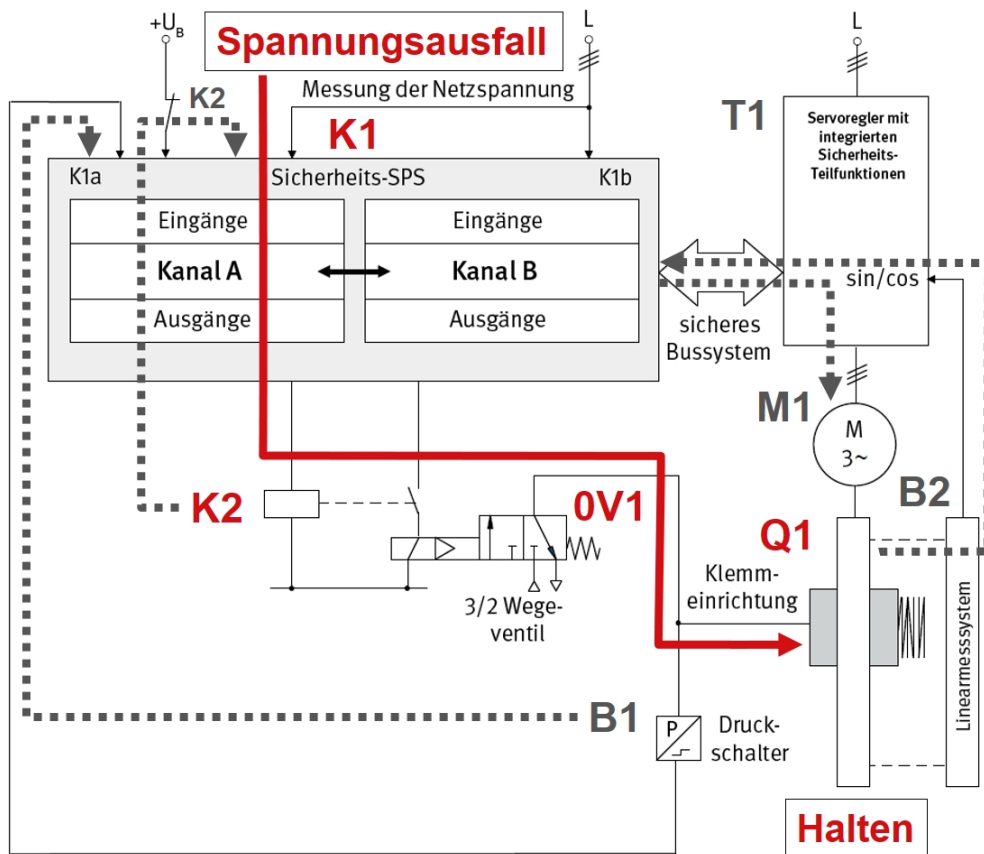 +U_B
Spannungsausfall
L
L
K2
Messung der Netzspannung
K1
T1
Servoregler mit
integrierten
Sicherheits-
Teilfunktionen
K1a
Sicherheits-SPS
K1b
Eingänge
Eingänge
Kanal A
Kanal B
Ausgänge
Ausgänge
sin/cos
sicheres
Bussystem
M1
M
3~
K2
0V1
B2
Q1
Klemm-
einrichtung
3/2 Wege-
ventil
Linearmesssystem
B1
P
Druck-
schalter
Halten